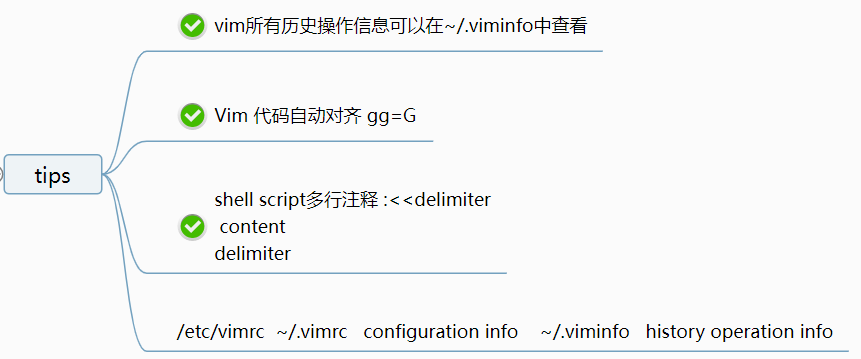 vim所有历史操作信息可以在~/.viminfo中查看
Vim 代码自动对齐 gg=G
tips
shell script多行注释 :<<delimiter
content
delimiter
/etc/vimrc ~/.vimrc configuration info ~/.viminfo history operation info